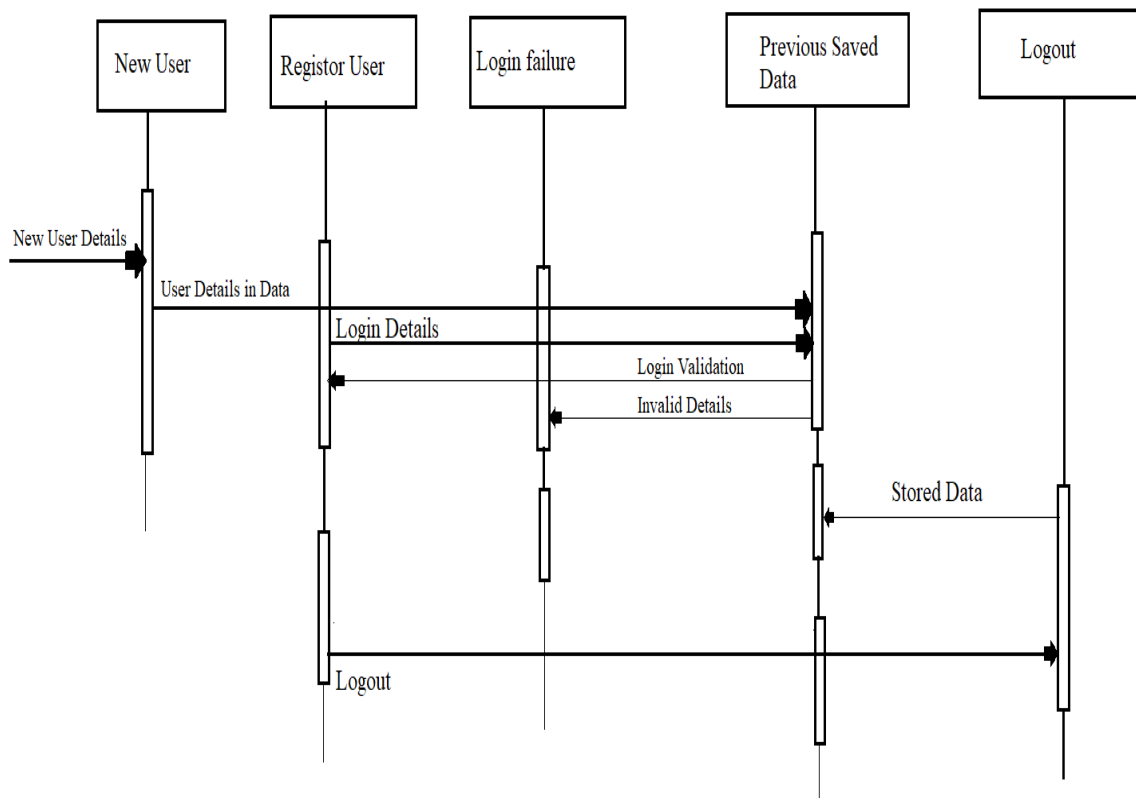 New User
Registor User
Login failure
Previous Saved
Data
Logout
New User Details
User Details in Data
Login Details
Login Validation
Invalid Details
Stored Data
Logout